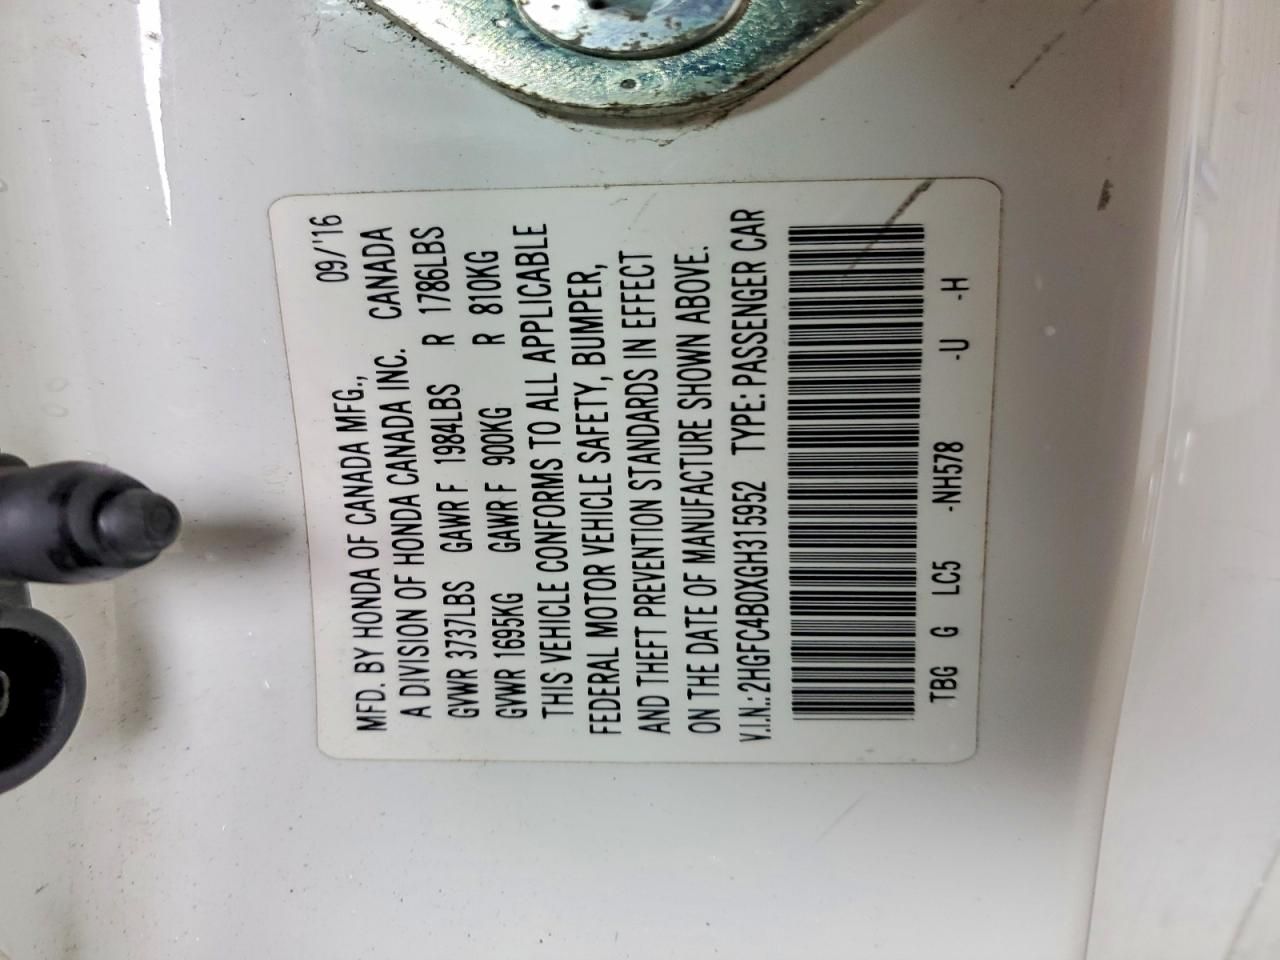 09/'16
MFD. BY HONDA OF CANADA MFG.,
A DIVISION OF HONDA CANADA INC. CANADA
GVWR 3737LBS GAWR F 1984LBS R 1786LBS
GVWR 1695KG GAWR F 900KG R 810KG
THIS VEHICLE CONFORMS TO ALL APPLICABLE
FEDERAL MOTOR VEHICLE SAFETY, BUMPER,
AND THEFT PREVENTION STANDARDS IN EFFECT
ON THE DATE OF MANUFACTURE SHOWN ABOVE.
V.I.N.:2HGFC4B0XGH315952 TYPE: PASSENGER CAR
TBG G LC5 -NH578 -U -H